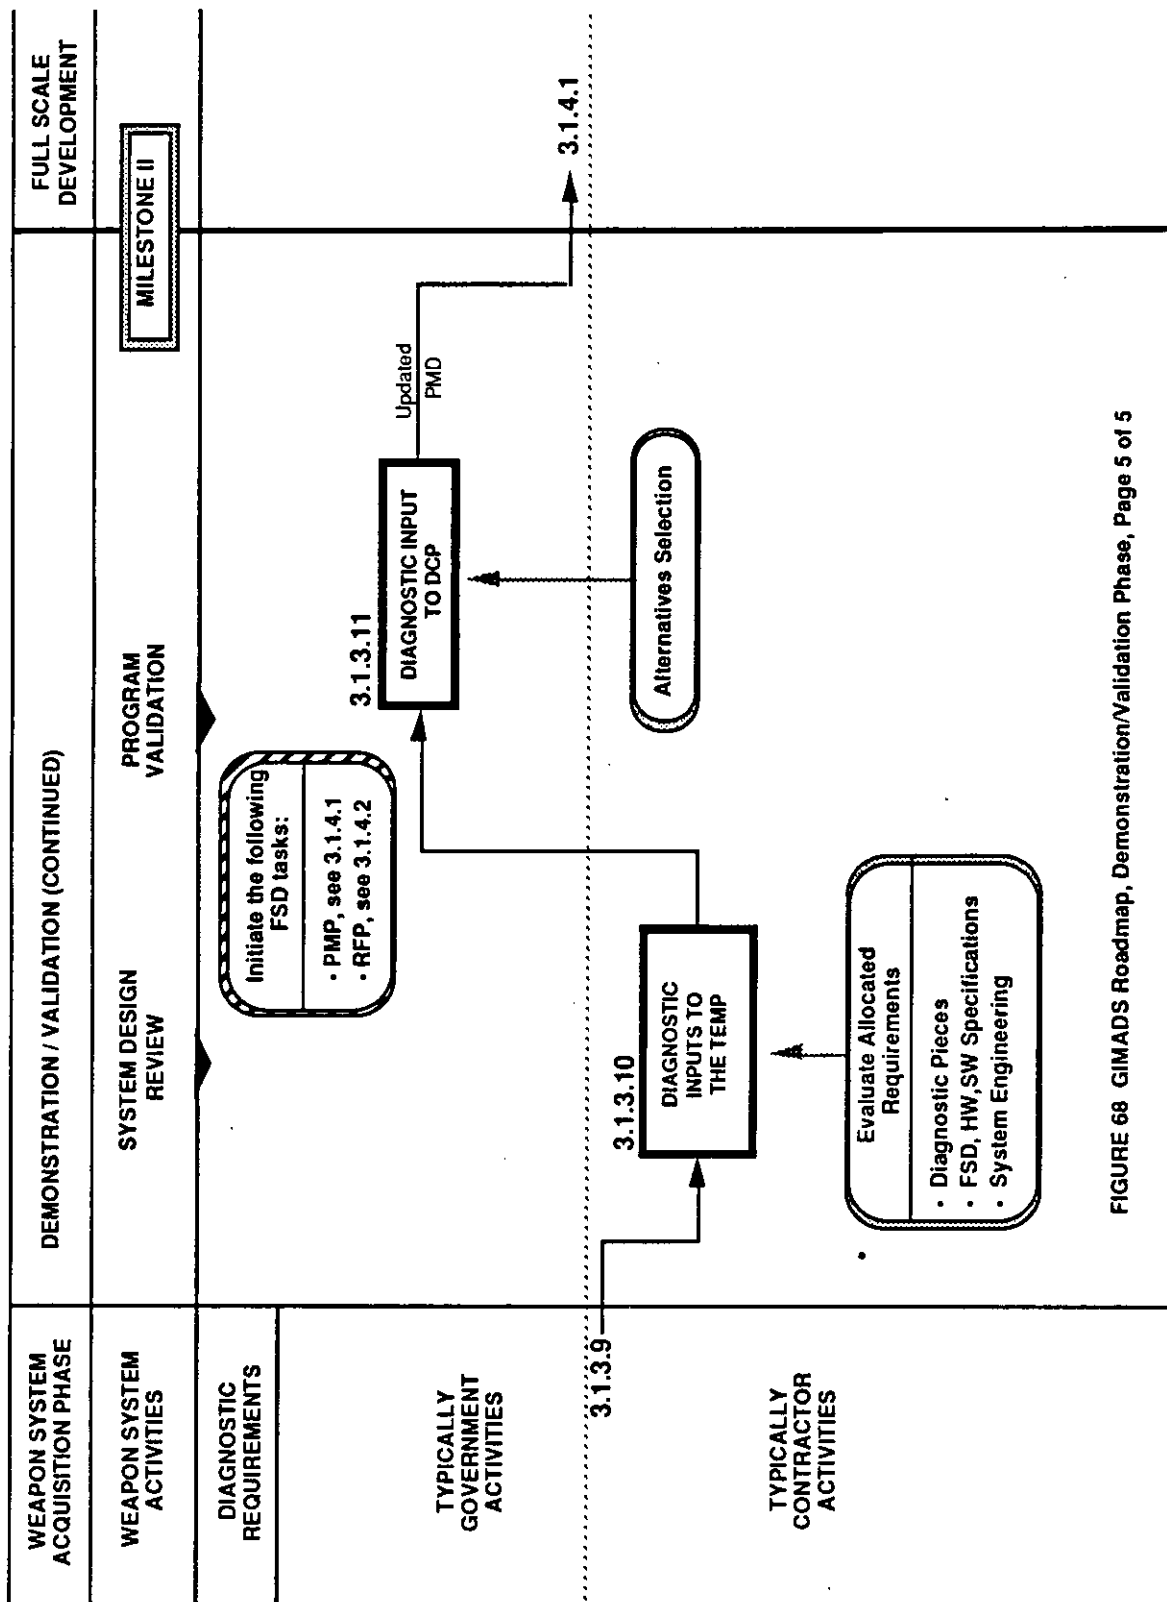 WEAPON SYSTEM
ACQUISITION PHASE
DEMONSTRATION / VALIDATION (CONTINUED)
FULL SCALE
DEVELOPMENT
WEAPON SYSTEM
ACTIVITIES
SYSTEM DESIGN
REVIEW
PROGRAM
VALIDATION
MILESTONE II
DIAGNOSTIC
REQUIREMENTS
Initiate the following
FSD tasks:
• PMP, see 3.1.4.1
• RFP, see 3.1.4.2
TYPICALLY
GOVERNMENT
ACTIVITIES
3.1.3.11
DIAGNOSTIC INPUT
TO DCP
Updated
PMD
3.1.4.1
3.1.3.9
TYPICALLY
CONTRACTOR
ACTIVITIES
3.1.3.10
DIAGNOSTIC
INPUTS TO
THE TEMP
Alternatives Selection
Evaluate Allocated
Requirements
• Diagnostic Pieces
• FSD, HW,SW Specifications
• System Engineering
FIGURE 68 GIMADS Roadmap, Demonstration/Validation Phase, Page 5 of 5